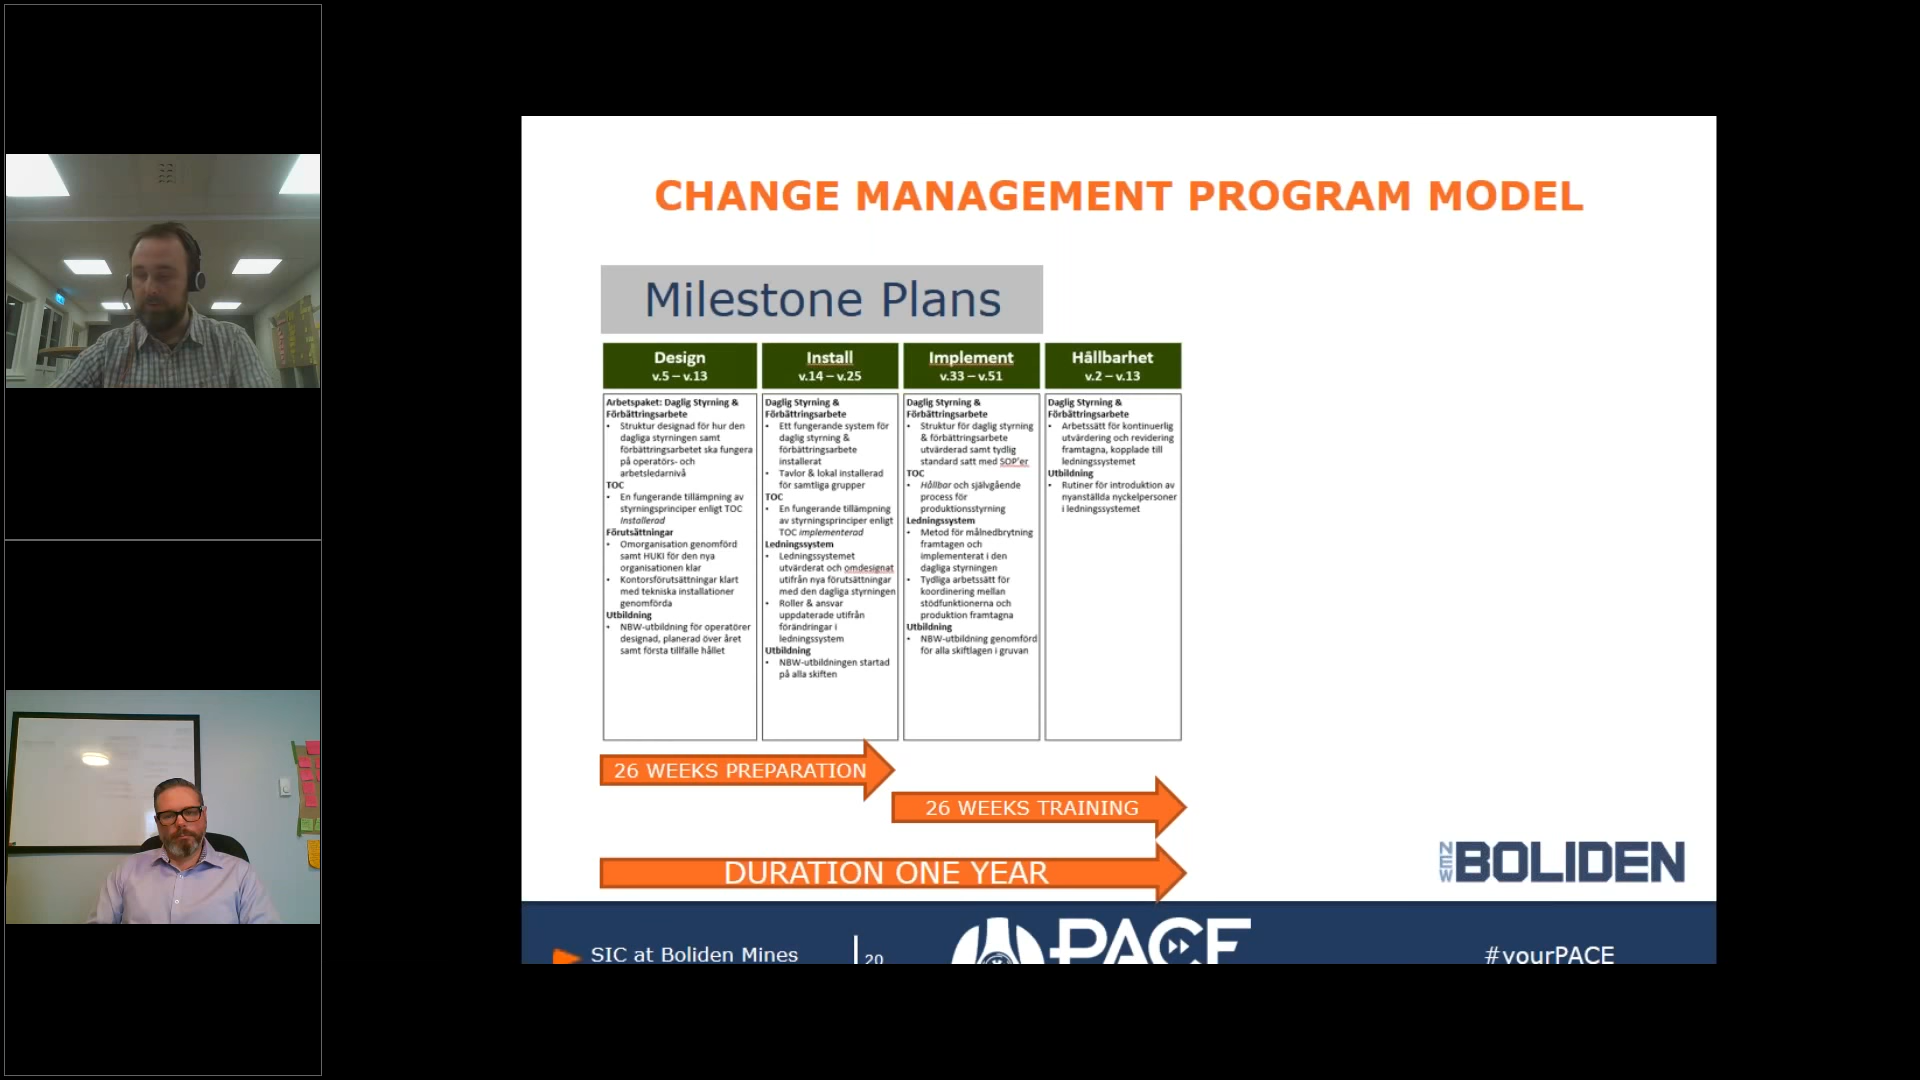 CHANGE MANAGEMENT PROGRAM MODEL
Milestone Plans
Design
v.5 – v.13
Arbetspaket: Daglig Styrning &
Förbättringsarbete
• Struktur designad för hur den
dagliga styrningen samt
förbättringsarbetet ska fungera
på operatörs- och
arbetsledarnivå
TOC
• En fungerande tillämpning av
styrningsprinciper enligt TOC
Installerad
Förutsättningar
• Omorganisation genomförd
samt HUKI för den nya
organisationen klar
• Kontorsförutsättningar klart
med tekniska installationer
genomförda
Utbildning
• NBW-utbildning för operatörer
designad, planerad över året
samt första tillfälle hållet
Install
v.14 – v.25
Daglig Styrning &
Förbättringsarbete
• Ett fungerande system för
daglig styrning &
förbättringsarbete
installerat
• Tavlor & lokal installerad
för samtliga grupper
TOC
• En fungerande tillämpning
av styrningsprinciper enligt
TOC implementerad
Ledningssystem
• Ledningssystemet
utvärderat och omdesignat
utifrån nya förutsättningar
med den dagliga styrningen
• Roller & ansvar
uppdaterade utifrån
förändringar i
ledningssystem
Utbildning
• NBW-utbildningen startad
på alla skiften
Implement
v.33 – v.51
Daglig Styrning &
Förbättringsarbete
• Struktur för daglig styrning
& förbättringsarbete
utvärderad samt tydlig
standard satt med SOP'er
TOC
• Hållbar och självgående
process för
produktionsstyrning
Ledningssystem
• Metod för målnedbrytning
framtagen och
implementerat i den
dagliga styrningen
• Tydliga arbetssätt för
koordinering mellan
stödfunktionerna och
produktion framtagna
Utbildning
• NBW-utbildning genomförd
för alla skiftlagen i gruvan
Hållbarhet
v.2 – v.13
Daglig Styrning &
Förbättringsarbete
• Arbetssätt för kontinuerlig
utvärdering och revidering
framtagna, kopplade till
ledningssystemet
Utbildning
• Rutiner för introduktion av
nyanställda nyckelpersoner
i ledningssystemet
26 WEEKS PREPARATION
26 WEEKS TRAINING
DURATION ONE YEAR
NEW BOLIDEN
SIC at Boliden Mines
20
PACE
#yourPACE